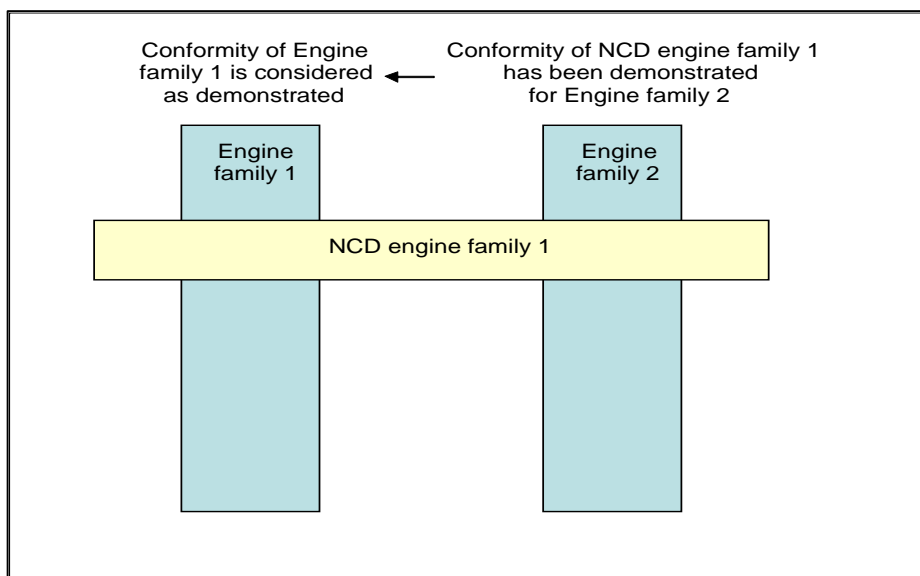 Conformity of Engine
family 1 is considered
as demonstrated
Conformity of NCD engine family 1
has been demonstrated
for Engine family 2
Engine
family 1
Engine
family 2
NCD engine family 1